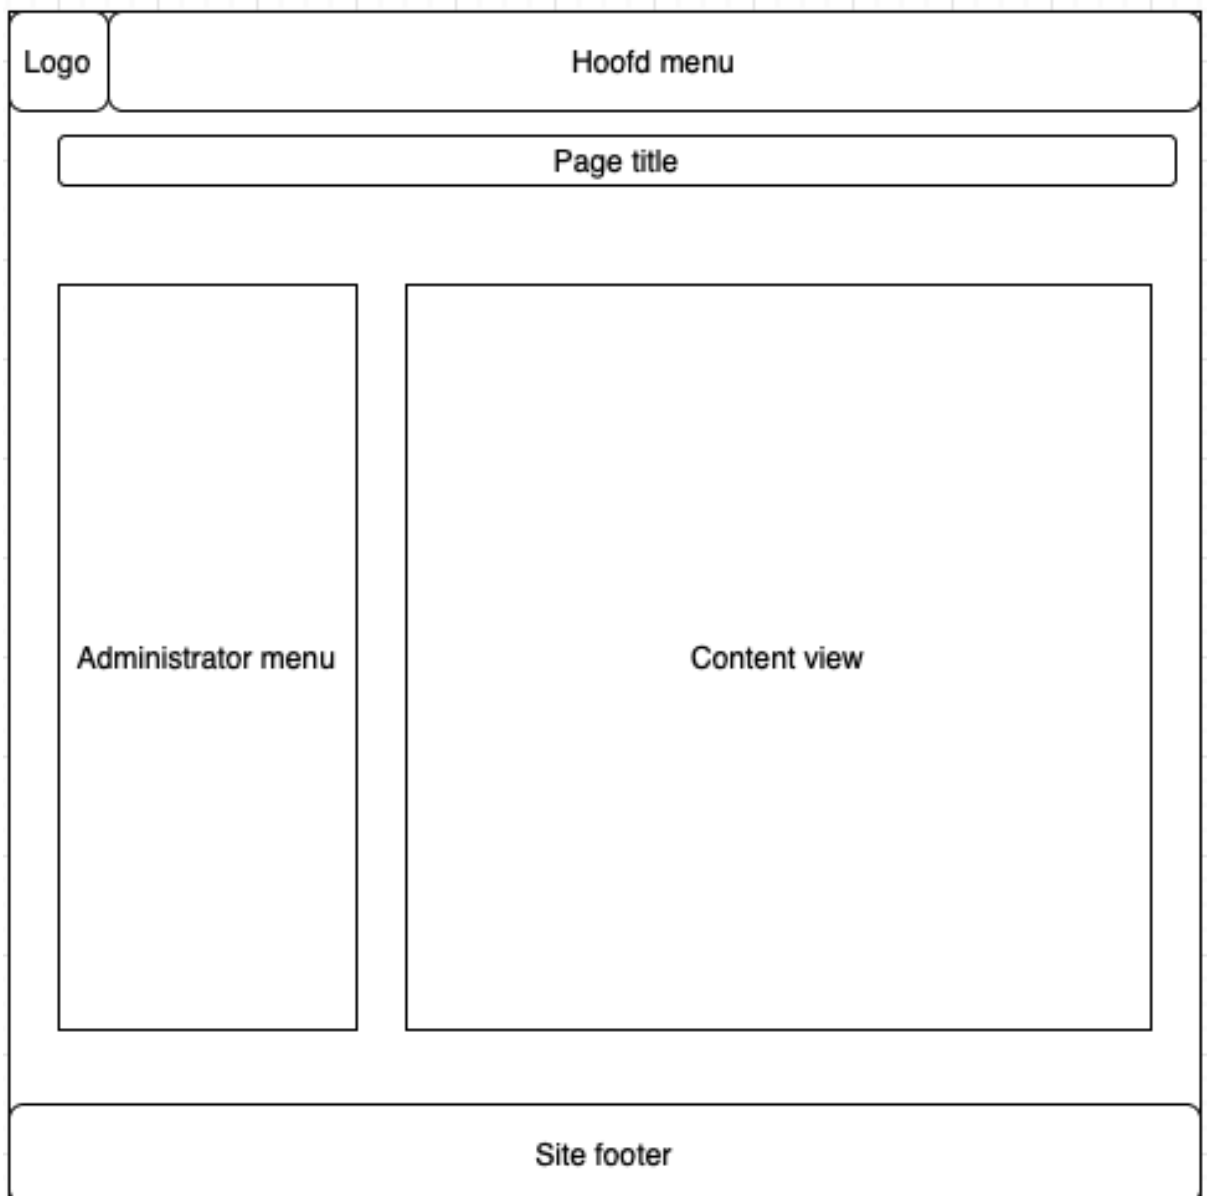 Logo
Hoofd menu
Page title
Administrator menu
Content view
Site footer